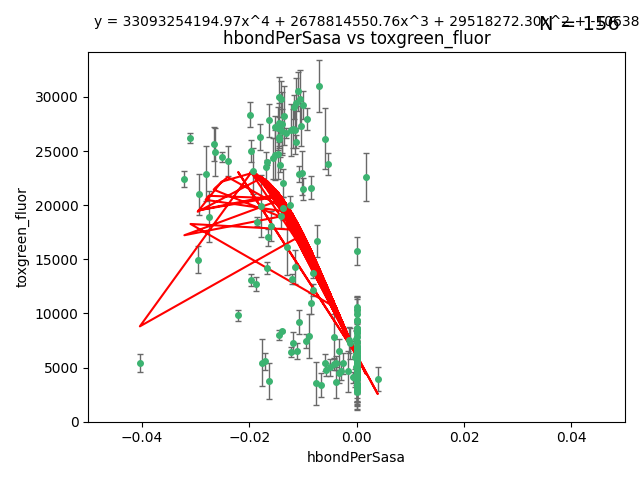 y = 33093254194.97x^4 + 2678814550.76x^3 + 29518272.30x^2 +
N = 156
hbondPerSasa vs toxgreen_fluor
30000
25000
20000
15000
10000
5000
0
toxgreen_fluor
−0.04 −0.02 0.00 0.02 0.04
hbondPerSasa